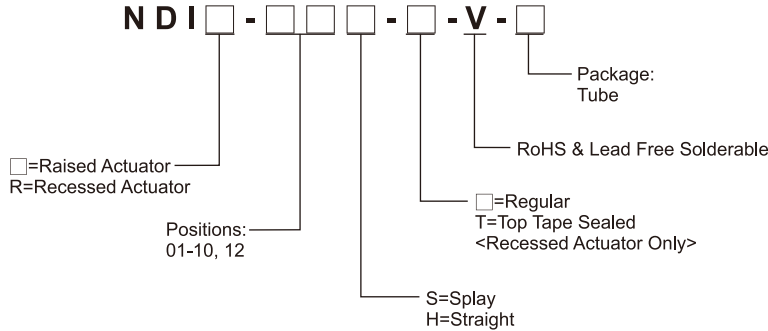 NDI□-□□□-□-V-□
Package:
Tube
RoHS & Lead Free Solderable
□=Raised Actuator
R=Recessed Actuator
□=Regular
T=Top Tape Sealed
<Recessed Actuator Only>
Positions:
01-10, 12
S=Splay
H=Straight